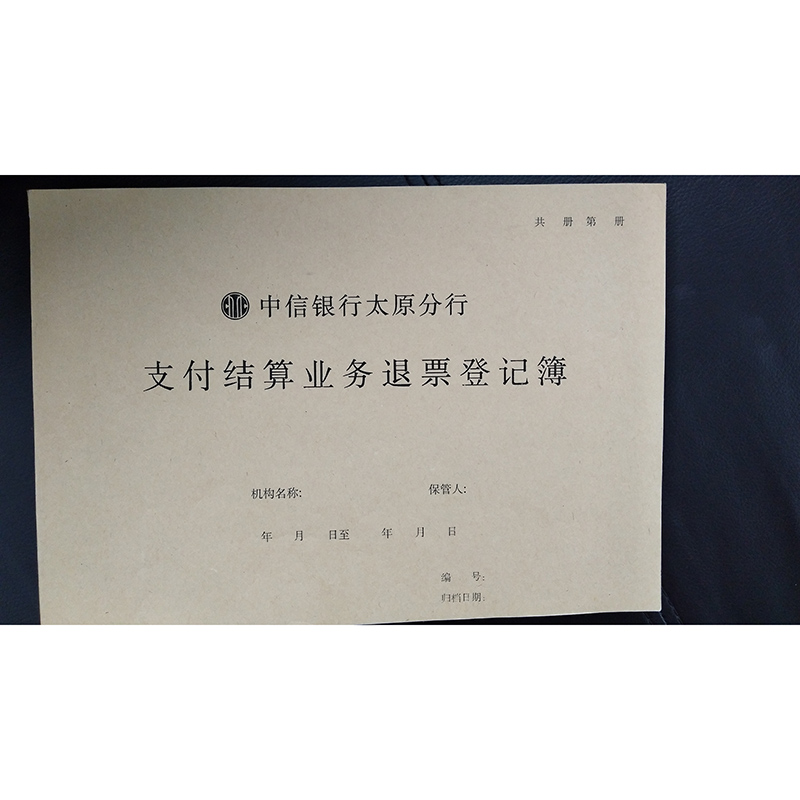 共 册 第 册
中信银行太原分行
支付结算业务退票登记簿
机构名称: 保管人:
年 月 日至 年 月 日
编 号:
归档日期: